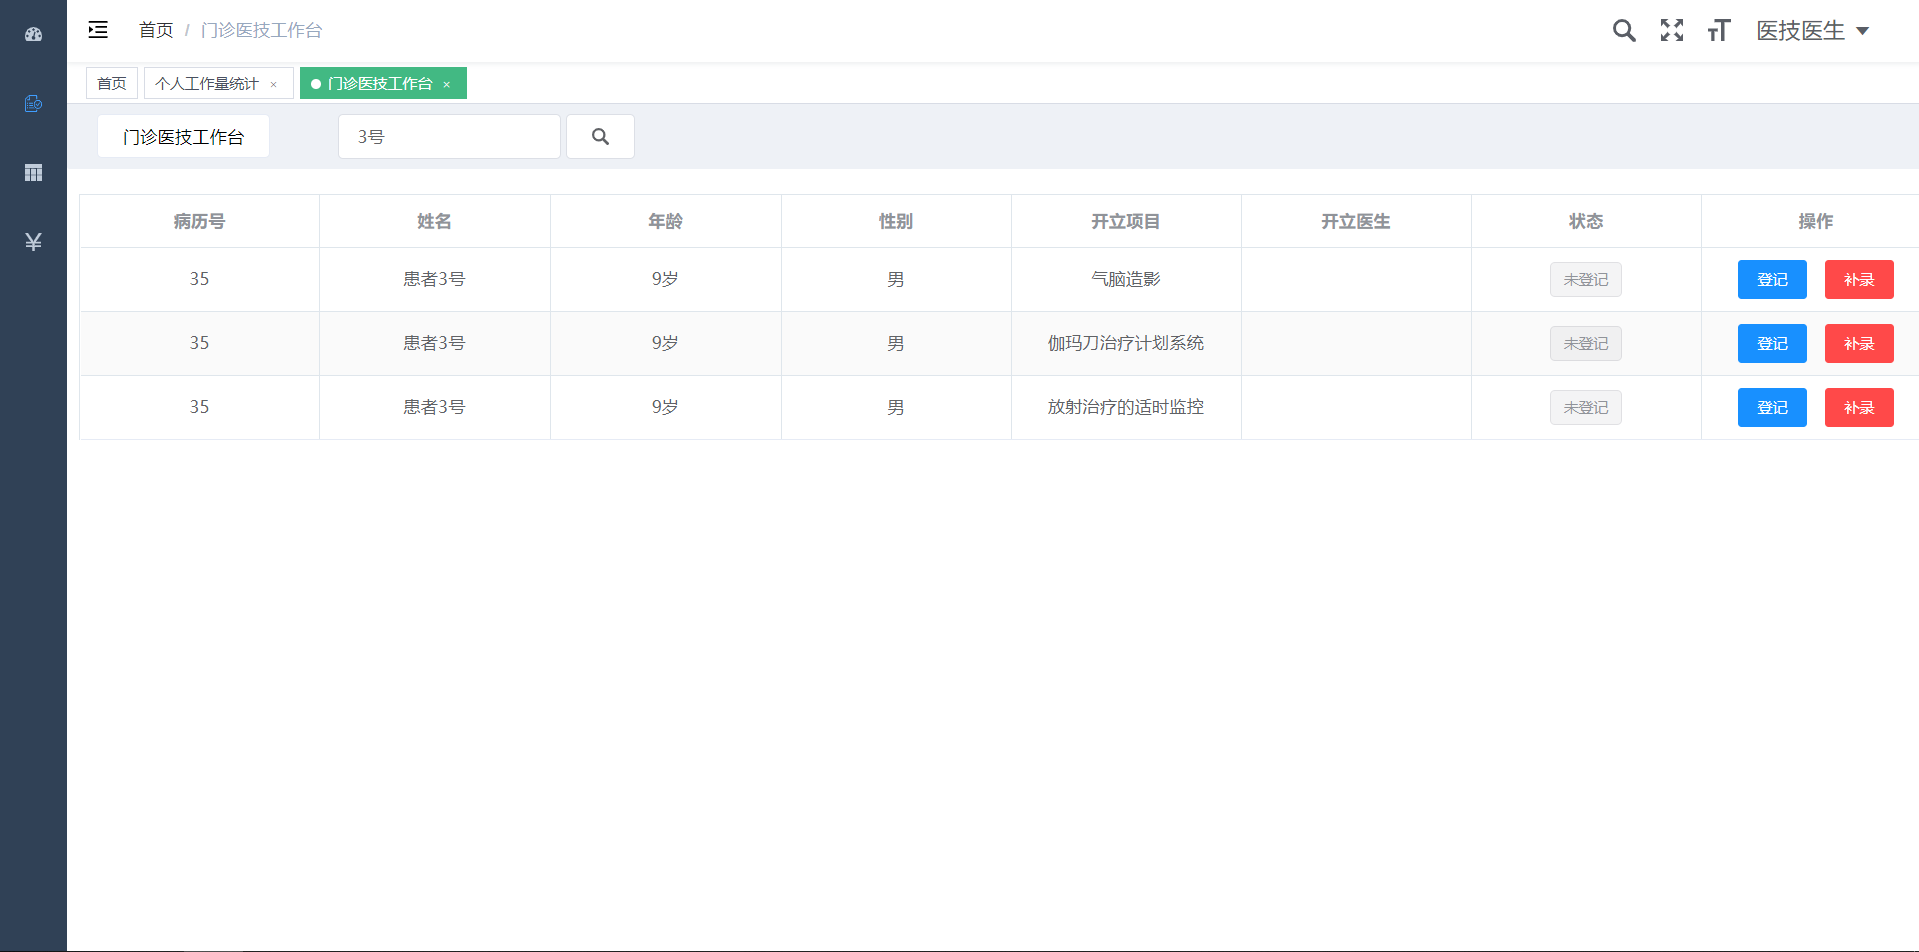 首页 / 门诊医技工作台
医技医生
首页 个人工作量统计 × 门诊医技工作台 ×
门诊医技工作台 3号
病历号 姓名 年龄 性别 开立项目 开立医生 状态 操作
35 患者3号 9岁 男 气脑造影 未登记 登记 补录
35 患者3号 9岁 男 伽玛刀治疗计划系统 未登记 登记 补录
35 患者3号 9岁 男 放射治疗的适时监控 未登记 登记 补录